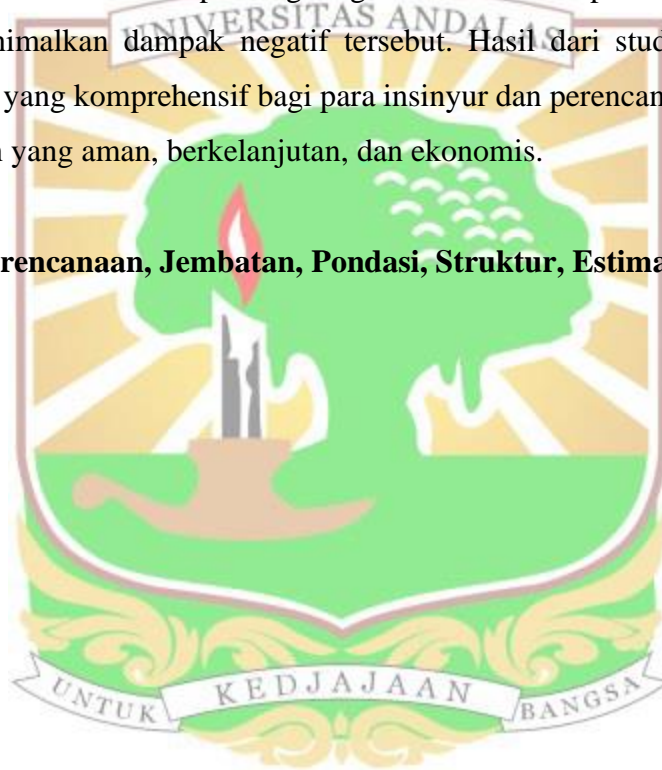 UNIVERSITAS ANDALAS
nimalkan dampak negatif tersebut. Hasil dari stud
yang komprehensif bagi para insinyur dan perencan
yang aman, berkelanjutan, dan ekonomis.
rencanaan, Jembatan, Pondasi, Struktur, Estima
UNTUK KEDJAJAAN BANGSA